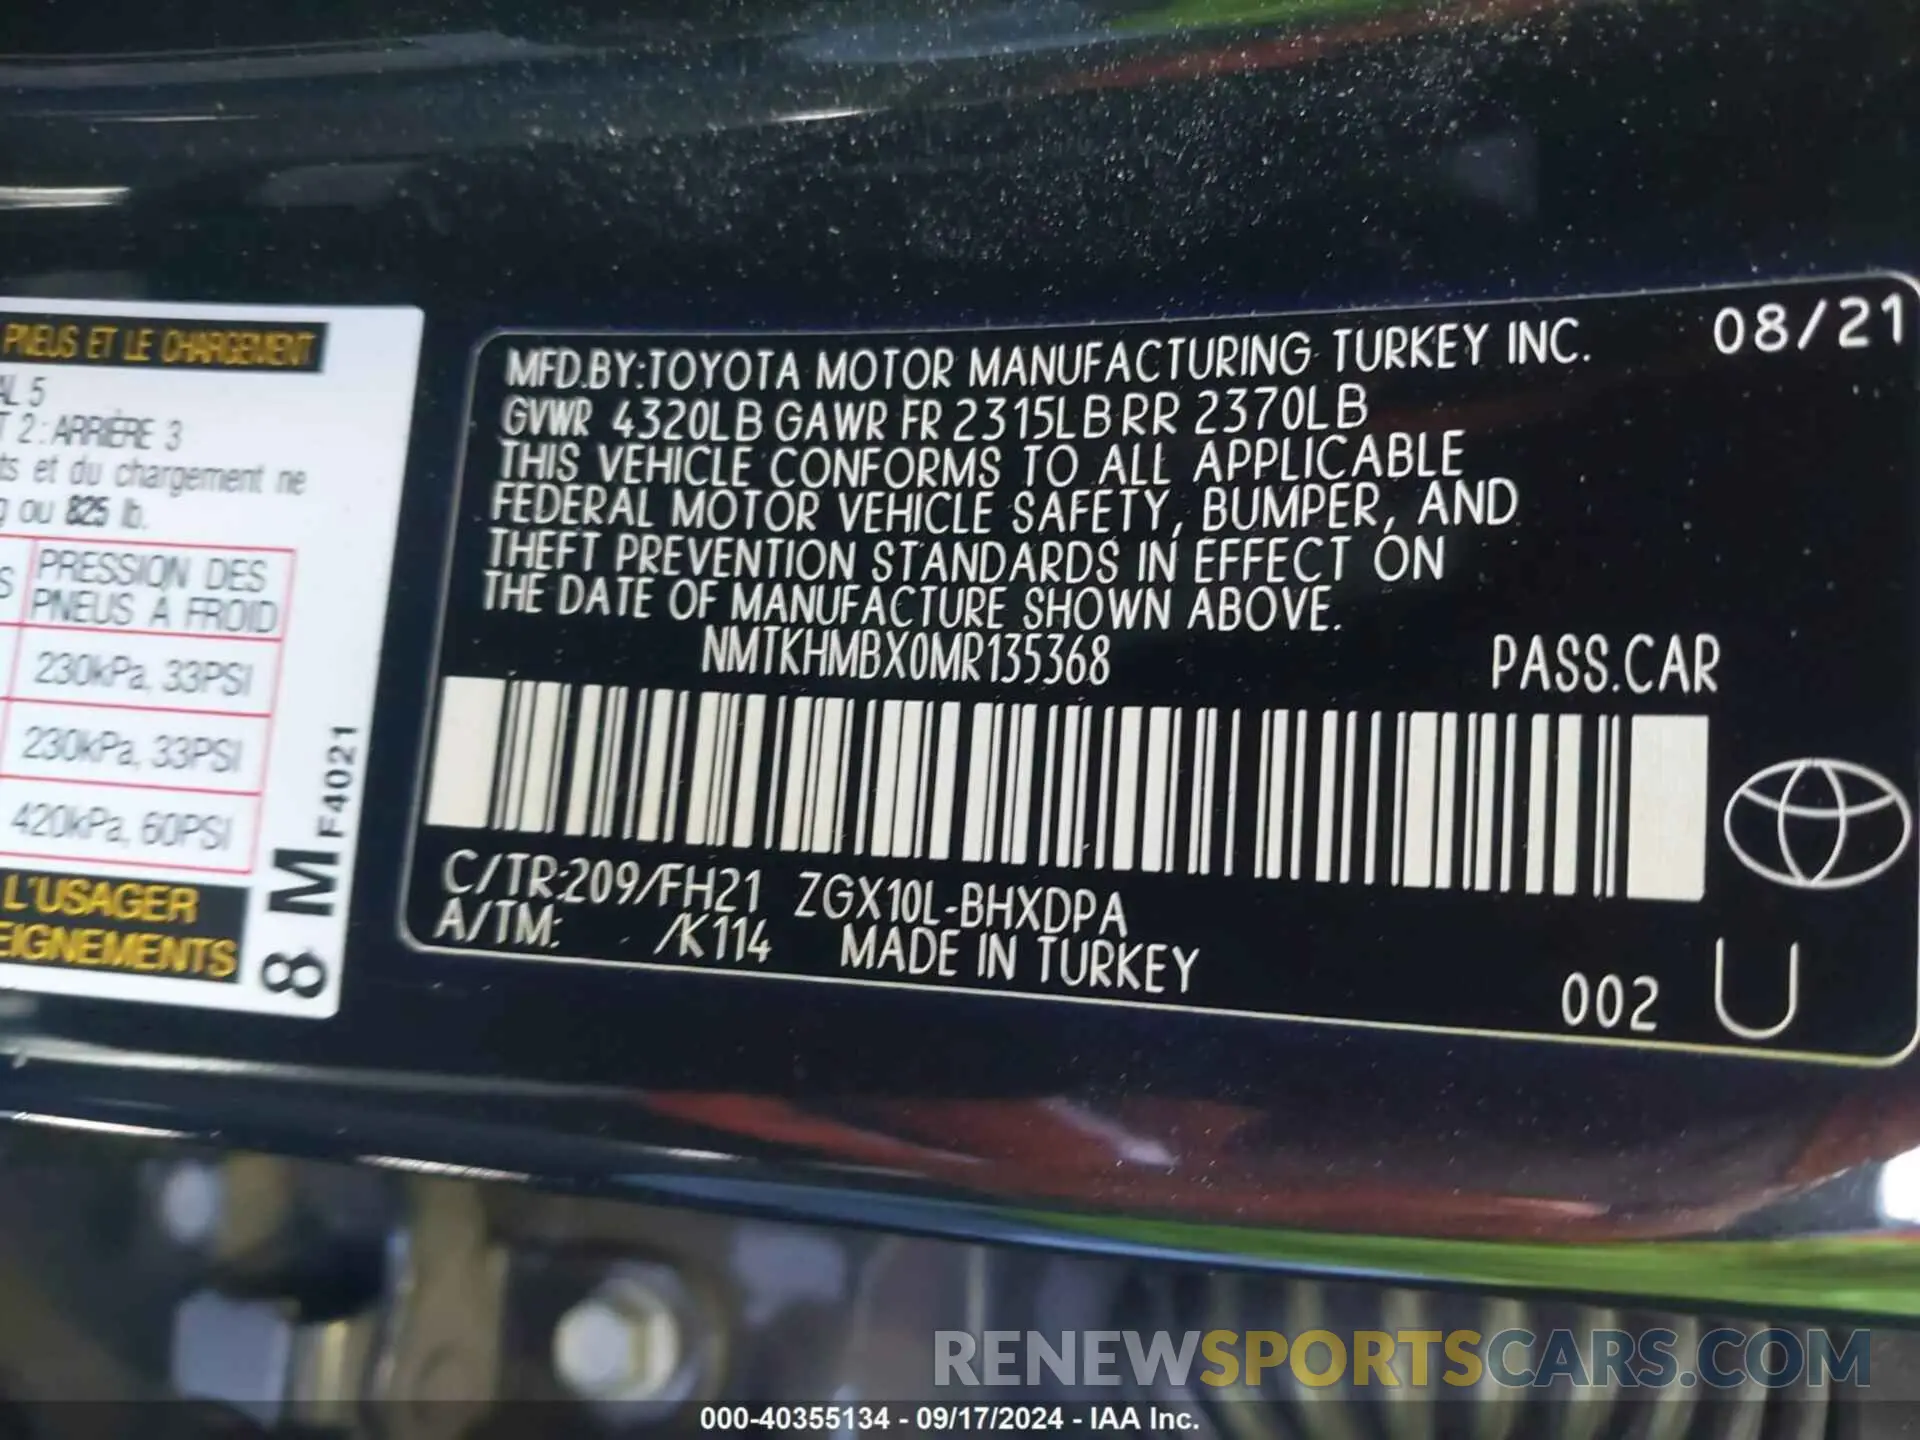 PNEUS ET LE CHARGEMENT
AL 5
T 2 : ARRIÈRE 3
ts et du chargement ne
g ou 825 lb.
S PRESSION DES
PNEUS À FROID
230kPa, 33PSI
230kPa, 33PSI
420kPa, 60PSI
L'USAGER
EIGNEMENTS
8 M F4021
08/21
MFD.BY:TOYOTA MOTOR MANUFACTURING TURKEY INC.
GVWR 4320LB GAWR FR 2315LB RR 2370LB
THIS VEHICLE CONFORMS TO ALL APPLICABLE
FEDERAL MOTOR VEHICLE SAFETY, BUMPER, AND
THEFT PREVENTION STANDARDS IN EFFECT ON
THE DATE OF MANUFACTURE SHOWN ABOVE.
NMTKHMBX0MR135368 PASS.CAR
C/TR:209/FH21 ZGX10L-BHXDPA
A/TM: /K114 MADE IN TURKEY
002 U
RENEWSPORTSCARS.COM
000-40355134 - 09/17/2024 - IAA Inc.